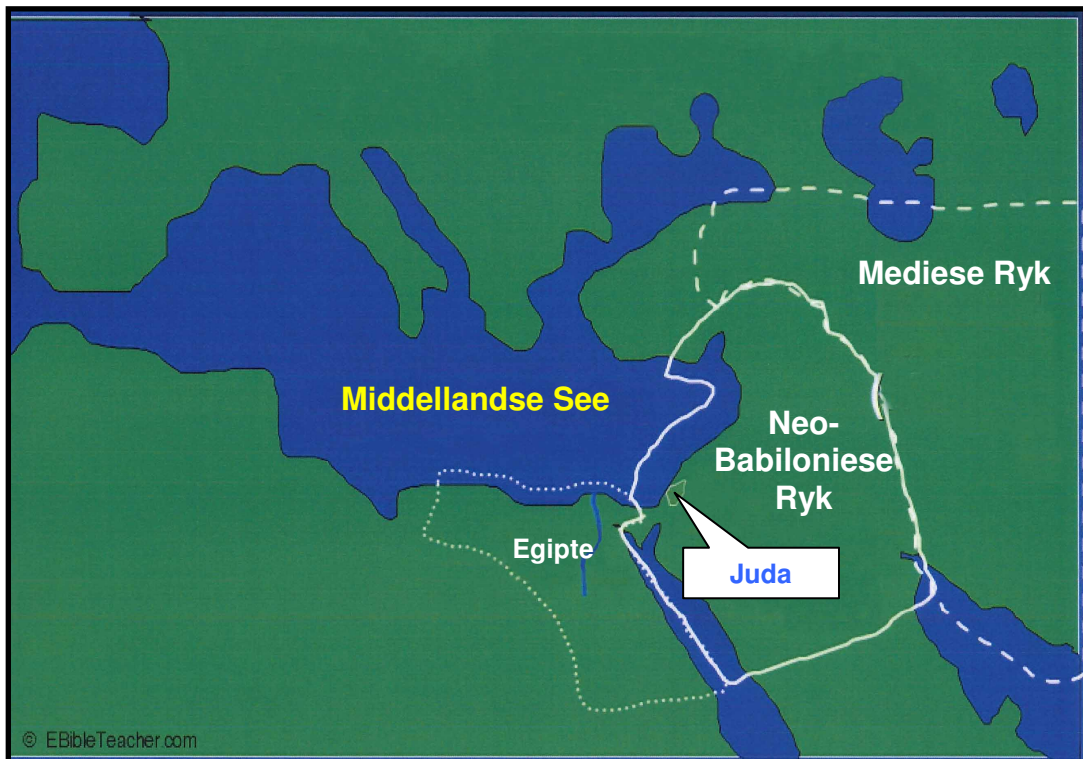 Mediese Ryk
Middellandse See
Neo-
Babiloniese
Ryk
Egipte
Juda
© EBibleTeacher.com